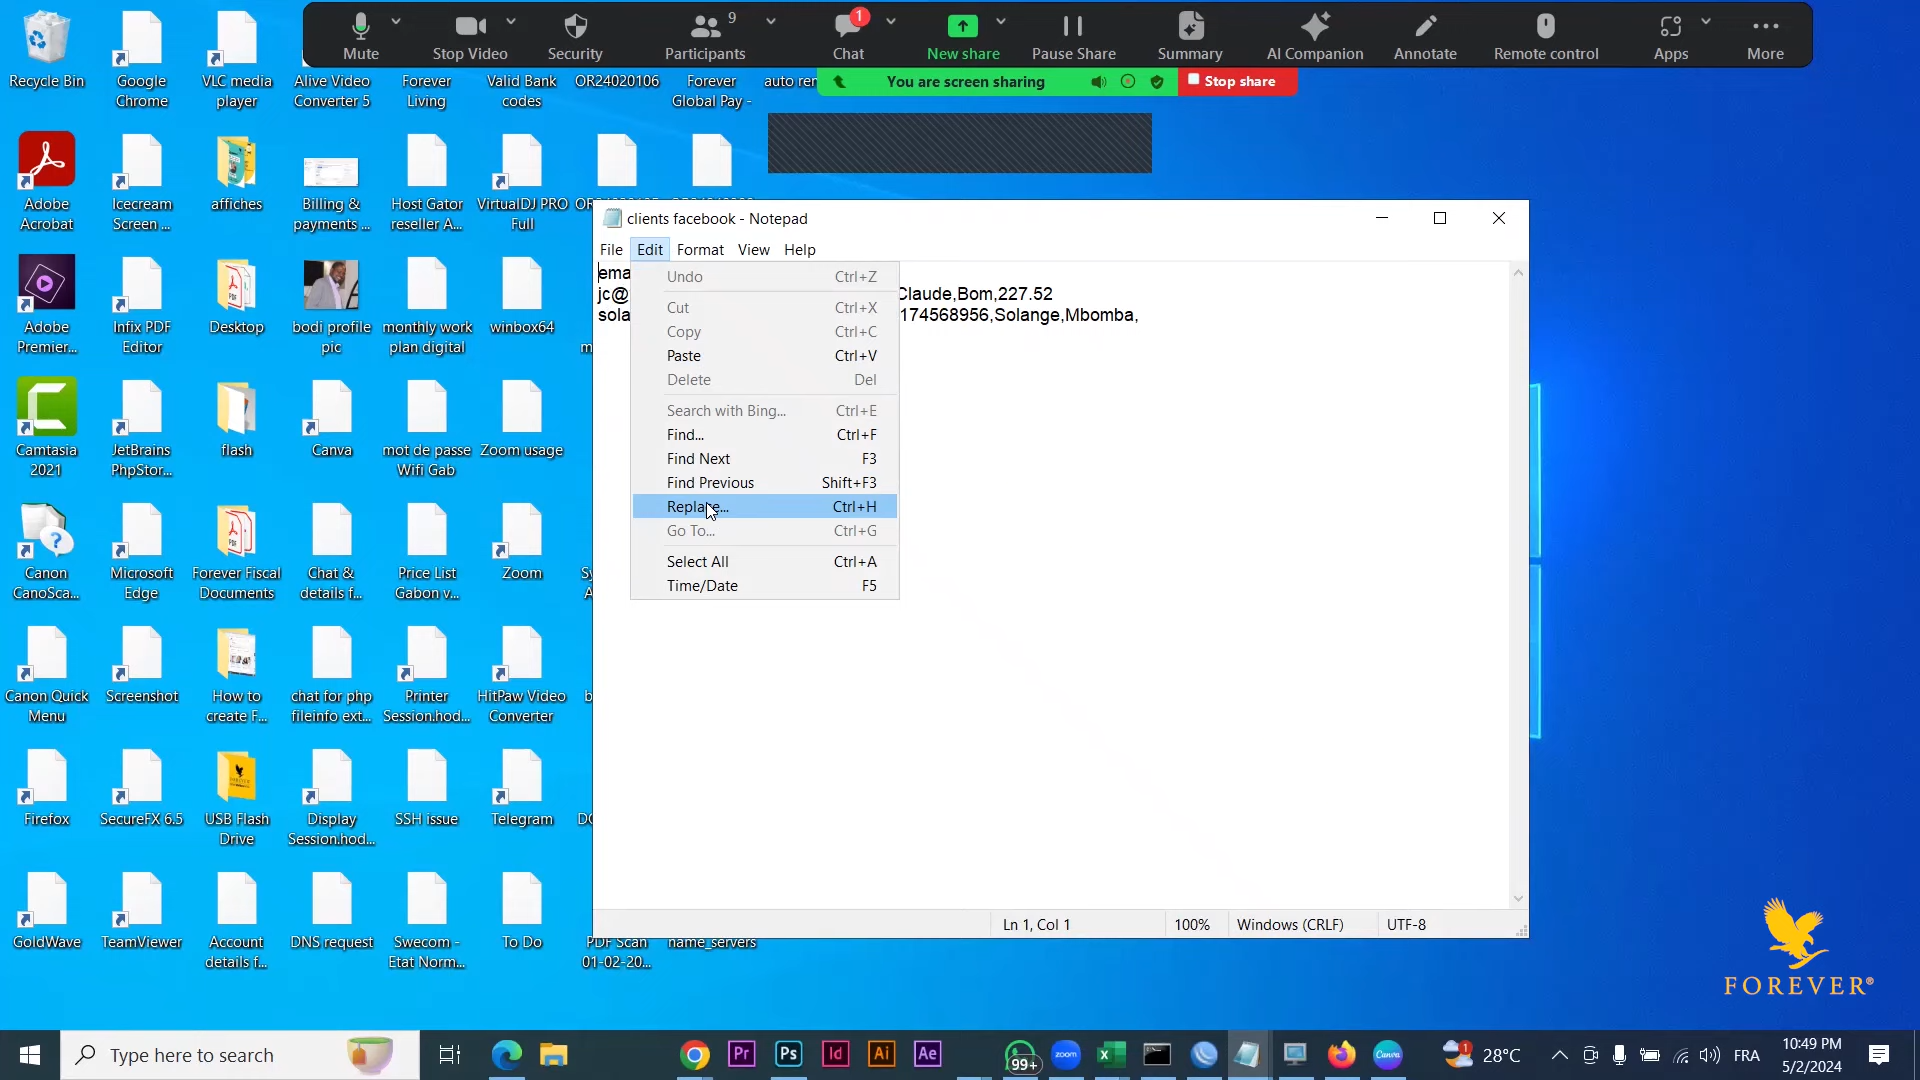 Mute
Stop Video
Security
Participants
9
Chat
1
New share
Pause Share
Summary
AI Companion
Annotate
Remote control
Apps
More
You are screen sharing
Stop share
Recycle Bin
Google Chrome
VLC media player
Alive Video Converter 5
Forever Living
Valid Bank codes
OR24020106
Forever Global Pay -
auto ren
Adobe Acrobat
Icecream Screen ...
affiches
Billing & payments ...
Host Gator reseller A...
VirtualDJ PRO Full
Adobe Premier...
Infix PDF Editor
Desktop
bodi profile pic
monthly work plan digital
winbox64
Camtasia 2021
JetBrains PhpStor...
flash
Canva
mot de passe Wifi Gab
Zoom usage
Canon CanoSca...
Microsoft Edge
Forever Fiscal Documents
Chat & details f...
Price List Gabon v...
Zoom
Canon Quick Menu
Screenshot
How to create F...
chat for php fileinfo ext...
Printer Session.hod...
HitPaw Video Converter
Firefox
SecureFX 6.5
USB Flash Drive
Display Session.hod...
SSH issue
Telegram
GoldWave
TeamViewer
Account details f...
DNS request
Swecom - Etat Norm...
To Do
PDF Scan 01-02-20...
name_servers
clients facebook - Notepad
File Edit Format View Help
ema
jc@ Claude,Bom,227.52
sola 174568956,Solange,Mbomba,
Undo Ctrl+Z
Cut Ctrl+X
Copy Ctrl+C
Paste Ctrl+V
Delete Del
Search with Bing... Ctrl+E
Find... Ctrl+F
Find Next F3
Find Previous Shift+F3
Replace... Ctrl+H
Go To... Ctrl+G
Select All Ctrl+A
Time/Date F5
Ln 1, Col 1
100%
Windows (CRLF)
UTF-8
FOREVER®
Type here to search
Pr
Ps
Id
Ai
Ae
99+
zoom
Canva
1
28°C
FRA
10:49 PM
5/2/2024